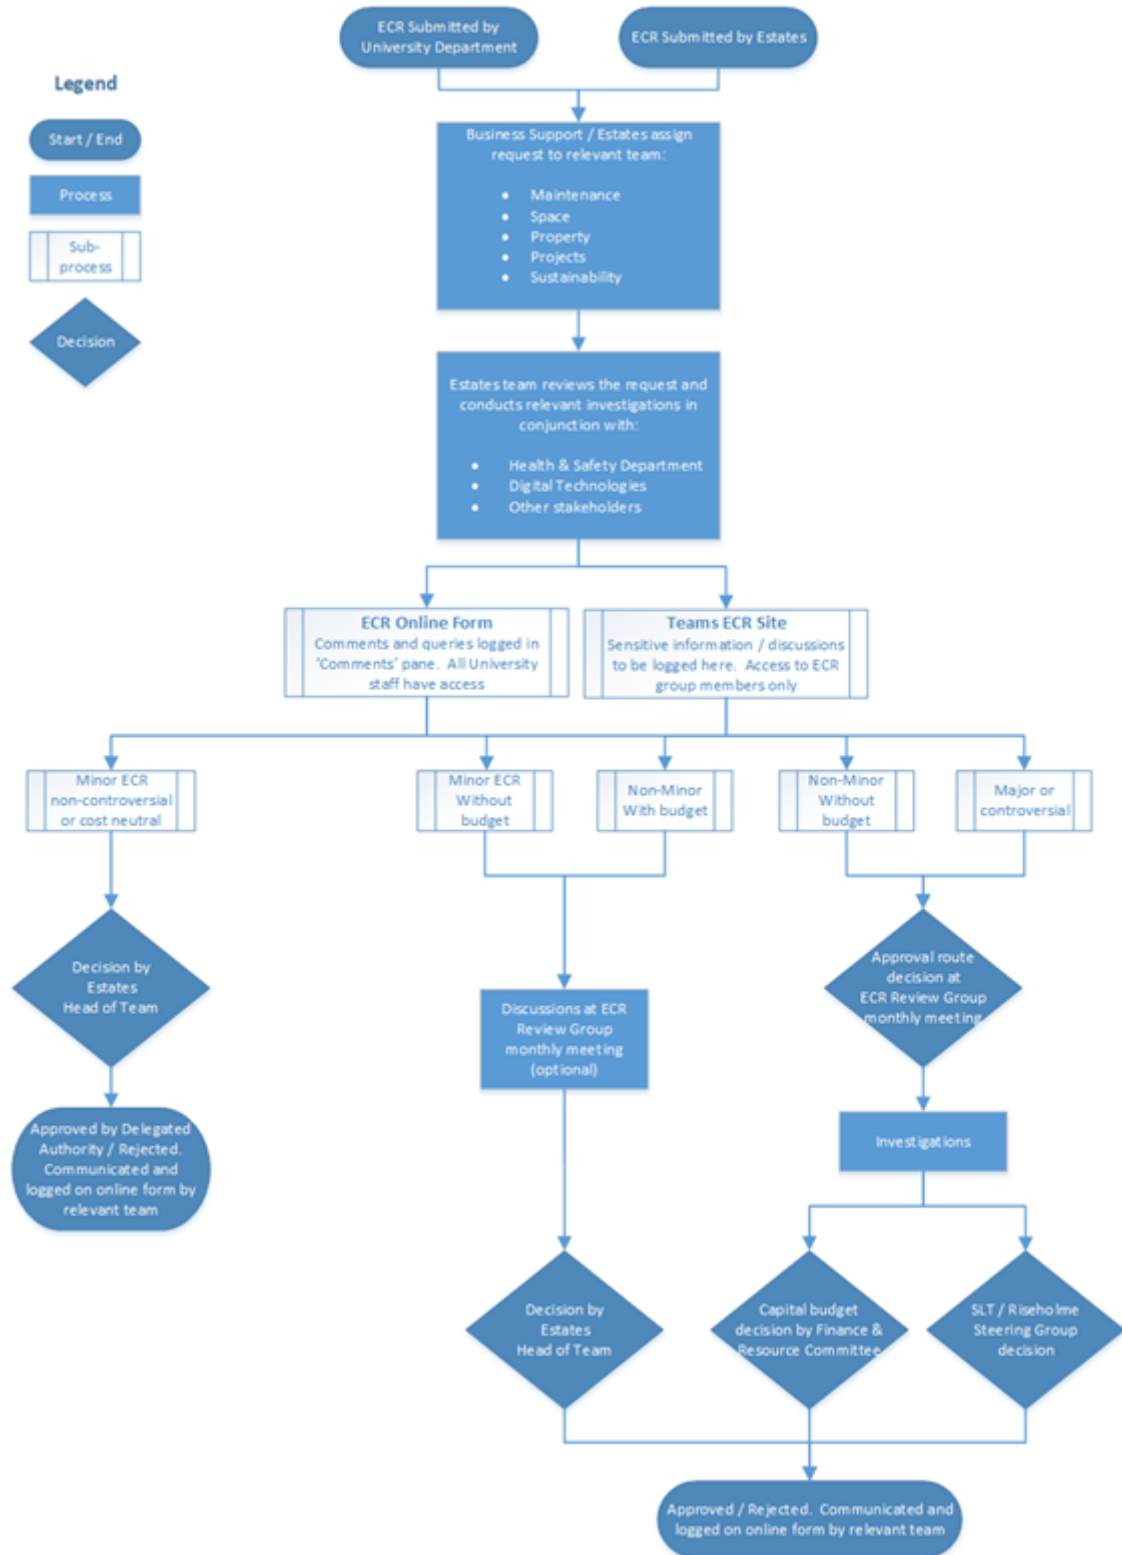 ECR Submitted by
University Department
ECR Submitted by Estates
Legend
Start / End
Process
Sub-
process
Decision
Business Support / Estates assign
request to relevant team:
• Maintenance
• Space
• Property
• Projects
• Sustainability
Estates team reviews the request and
conducts relevant investigations in
conjunction with:
• Health & Safety Department
• Digital Technologies
• Other stakeholders
ECR Online Form
Comments and queries logged in
'Comments' pane. All University
staff have access
Teams ECR Site
Sensitive information / discussions
to be logged here. Access to ECR
group members only
Minor ECR
non-controversial
or cost neutral
Minor ECR
Without
budget
Non-Minor
With budget
Non-Minor
Without
budget
Major or
controversial
Decision by
Estates
Head of Team
Discussions at ECR
Review Group
monthly meeting
(optional)
Approval route
decision at
ECR Review Group
monthly meeting
Approved by Delegated
Authority / Rejected.
Communicated and
logged on online form by
relevant team
Investigations
Decision by
Estates
Head of Team
Capital budget
decision by Finance &
Resource Committee
SLT / Riseholme
Steering Group
decision
Approved / Rejected. Communicated and
logged on online form by relevant team